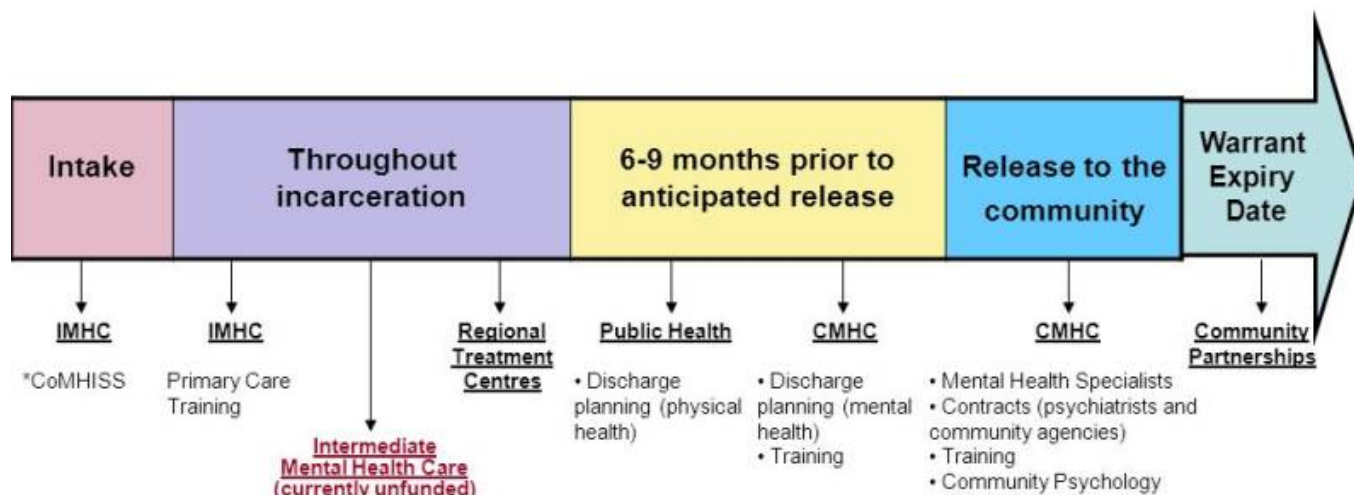 Intake
Throughout
incarceration
6-9 months prior to
anticipated release
Release to the
community
Warrant
Expiry
Date
IMHC
*CoMHISS
IMHC
Primary Care
Training
Intermediate
Mental Health Care
(currently unfunded)
Regional
Treatment
Centres
Public Health
• Discharge
planning (physical
health)
CMHC
• Discharge
planning (mental
health)
• Training
CMHC
• Mental Health Specialists
• Contracts (psychiatrists and
community agencies)
• Training
• Community Psychology
Community
Partnerships